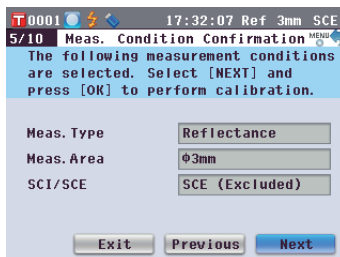 T 0001 17:32:07 Ref 3mm SCE
5/10 Meas. Condition Confirmation MENU
The following measurement conditions
are selected. Select [NEXT] and
press [OK] to perform calibration.
Meas. Type Reflectance
Meas. Area Φ3mm
SCI/SCE SCE (Excluded)
Exit Previous Next